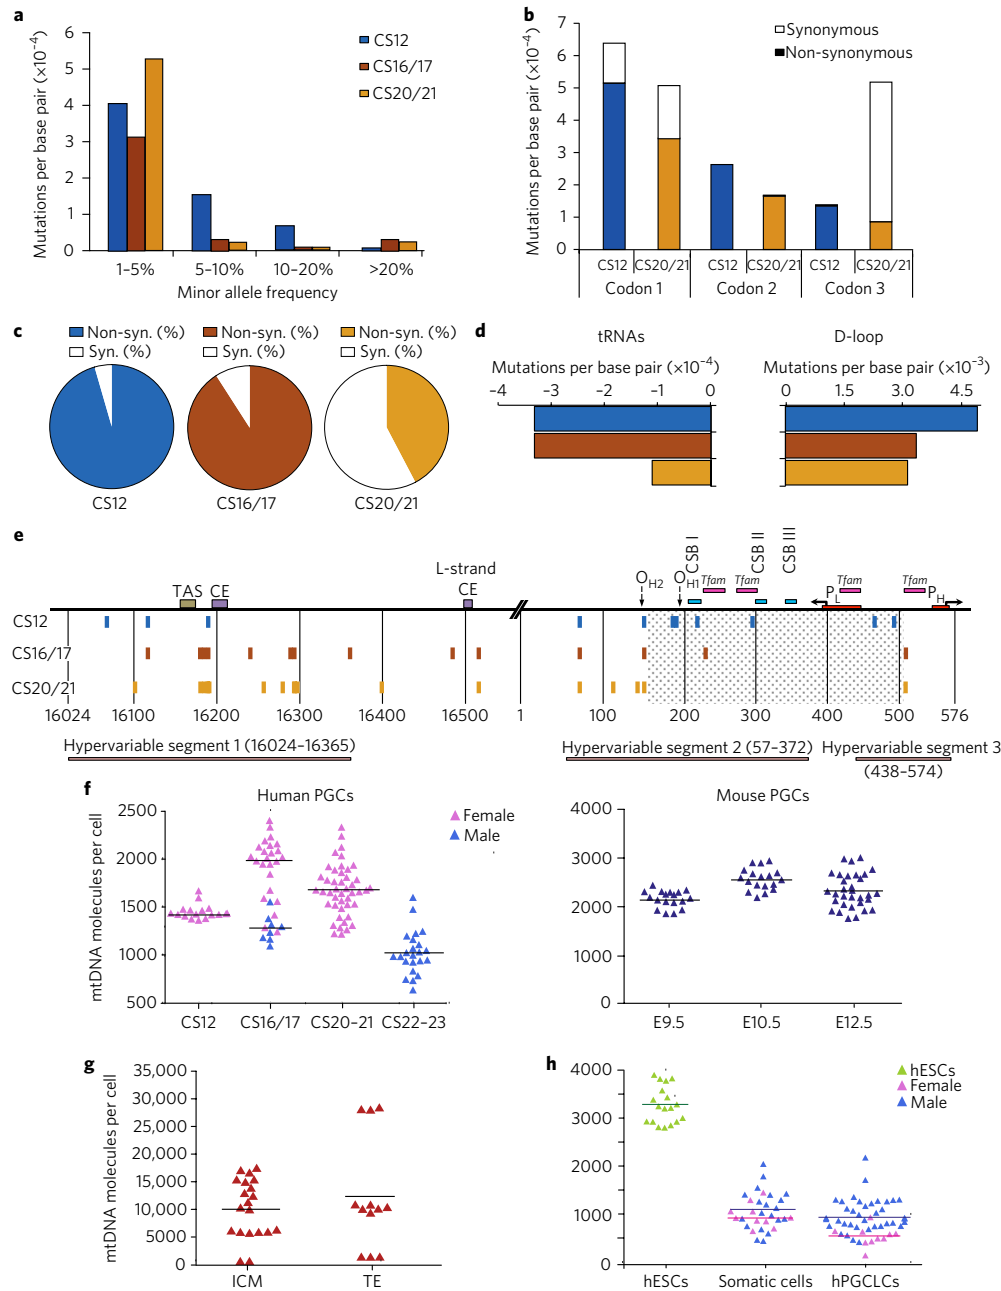 a
Mutations per base pair (×10⁻⁴)
6
5
4
3
2
1
0
CS12
CS16/17
CS20/21
1–5%
5–10%
10–20%
>20%
Minor allele frequency
b
Mutations per base pair (×10⁻⁴)
7
6
5
4
3
2
1
0
Synonymous
Non-synonymous
CS12
CS20/21
CS12
CS20/21
CS12
CS20/21
Codon 1
Codon 2
Codon 3
c
Non-syn. (%)
Syn. (%)
Non-syn. (%)
Syn. (%)
Non-syn. (%)
Syn. (%)
CS12
CS16/17
CS20/21
d
tRNAs
Mutations per base pair (×10⁻⁴)
-4
-3
-2
-1
0
D-loop
Mutations per base pair (×10⁻³)
0
1.5
3.0
4.5
e
TAS
CE
L-strand
CE
O H2
O H1
CSB I
Tfam
Tfam
CSB II
CSB III
P L
Tfam
P H
Tfam
CS12
CS16/17
CS20/21
16024
16100
16200
16300
16400
16500
1
100
200
300
400
500
576
Hypervariable segment 1 (16024–16365)
Hypervariable segment 2 (57–372)
Hypervariable segment 3
(438–574)
f
Human PGCs
mtDNA molecules per cell
2500
2000
1500
1000
500
Female
Male
CS12
CS16/17
CS20–21
CS22–23
Mouse PGCs
4000
3000
2000
1000
0
E9.5
E10.5
E12.5
g
mtDNA molecules per cell
35,000
30,000
25,000
20,000
15,000
10,000
5000
0
ICM
TE
h
4000
3000
2000
1000
0
hESCs
Female
Male
hESCs
Somatic cells
hPGCLCs